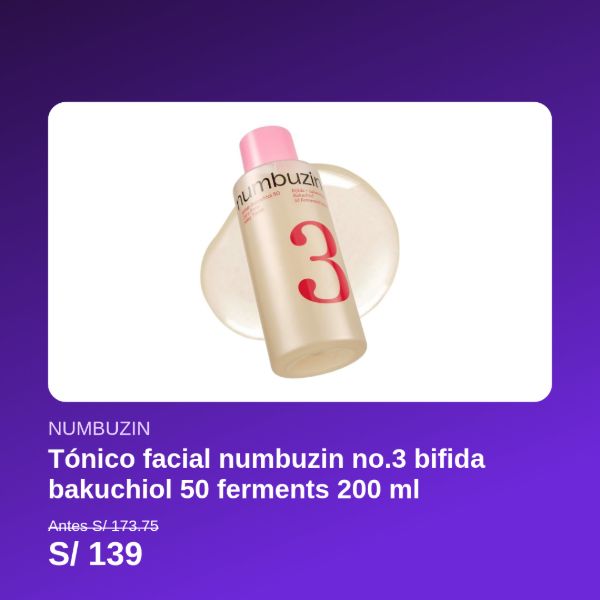 numbuzin
3
NUMBUZIN
Tónico facial numbuzin no.3 bifida
bakuchiol 50 ferments 200 ml
Antes S/ 173.75
S/ 139